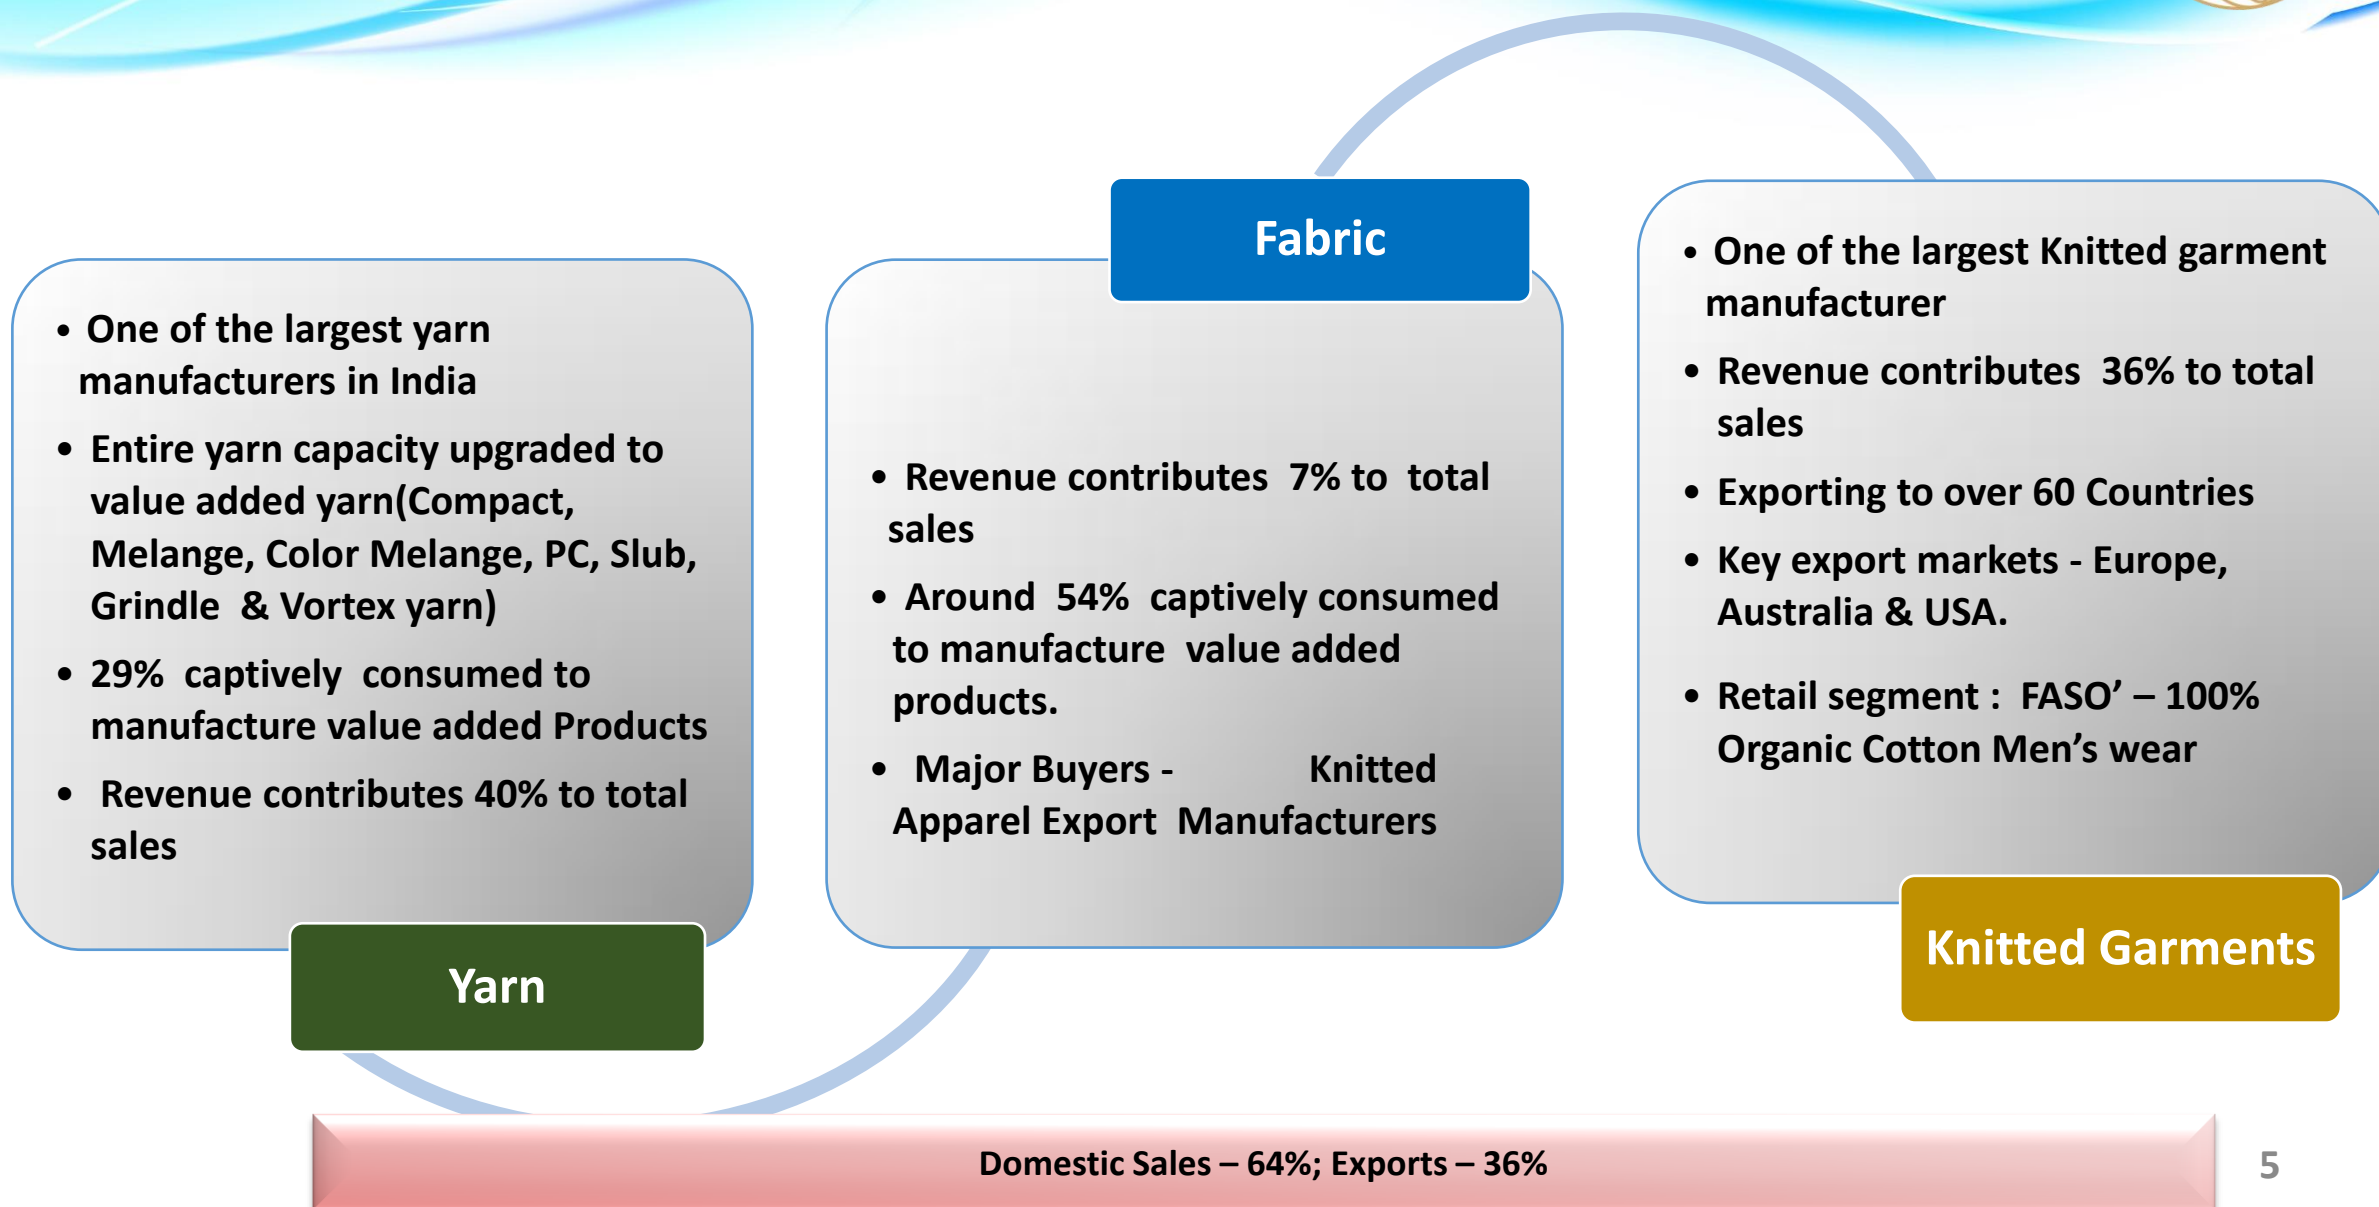 • One of the largest yarn
manufacturers in India
• Entire yarn capacity upgraded to
value added yarn(Compact,
Melange, Color Melange, PC, Slub,
Grindle & Vortex yarn)
• 29% captively consumed to
manufacture value added Products
• Revenue contributes 40% to total
sales
Yarn
Fabric
• Revenue contributes 7% to total
sales
• Around 54% captively consumed
to manufacture value added
products.
• Major Buyers - Knitted
Apparel Export Manufacturers
• One of the largest Knitted garment
manufacturer
• Revenue contributes 36% to total
sales
• Exporting to over 60 Countries
• Key export markets - Europe,
Australia & USA.
• Retail segment : FASO’ – 100%
Organic Cotton Men’s wear
Knitted Garments
Domestic Sales – 64%; Exports – 36%
5